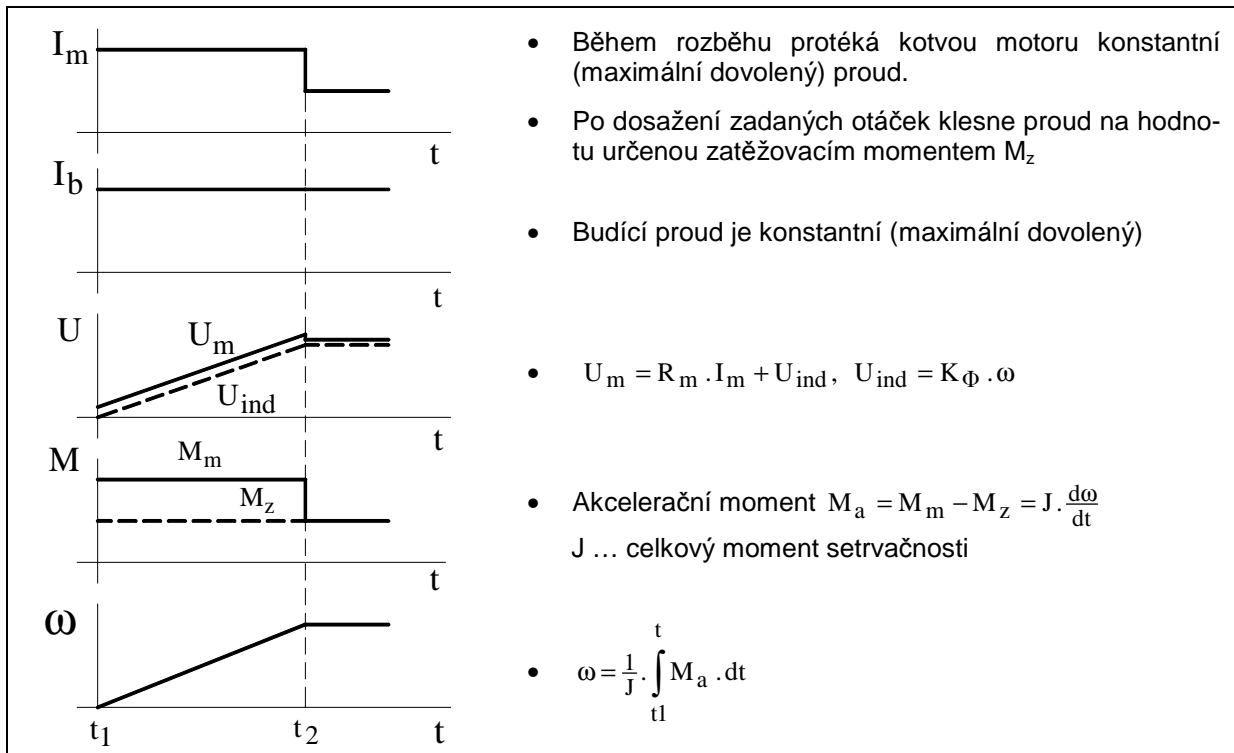 I_m
t
• Během rozběhu protéká kotvou motoru konstantní
(maximální dovolený) proud.
• Po dosažení zadaných otáček klesne proud na hodno-
tu určenou zatěžovacím momentem M_z
I_b
t
• Budící proud je konstantní (maximální dovolený)
U
U_m
U_ind
t
• U_m = R_m . I_m + U_ind , U_ind = K_Φ . ω
M
M_m
M_z
t
• Akcelerační moment M_a = M_m − M_z = J . dω/dt
J … celkový moment setrvačnosti
ω
t_1
t_2
t
• ω = 1/J . ∫_{t1}^{t} M_a . dt